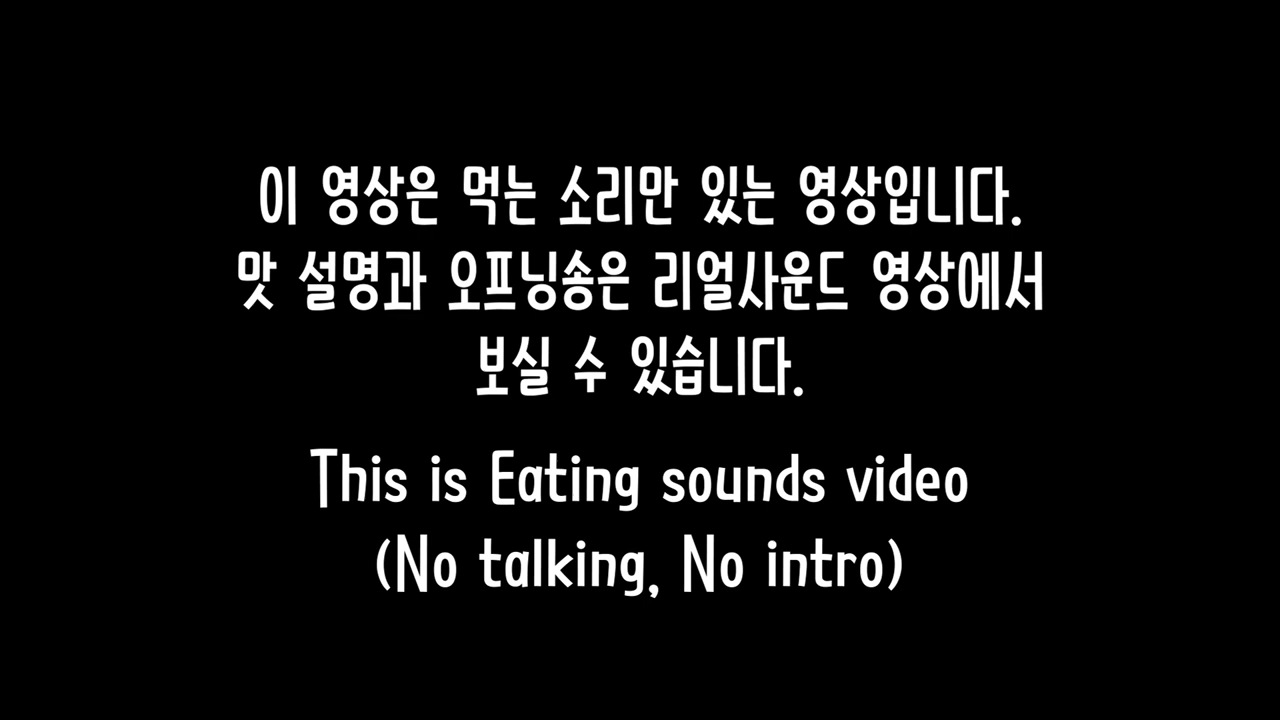 이 영상은 먹는 소리만 있는 영상입니다.
맛 설명과 오프닝송은 리얼사운드 영상에서
보실 수 있습니다.
This is Eating sounds video
(No talking, No intro)